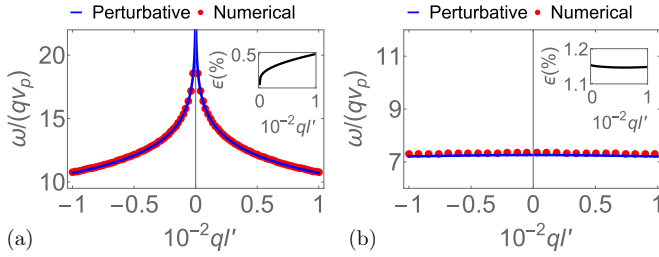 Perturbative Numerical
ω/(qv_p)
20
15
10
ϵ(%)
0.5
0
1
10⁻²ql′
−1
−0.5
0
0.5
1
10⁻²ql′
(a)
Perturbative Numerical
ω/(qv_p)
11
9
7
ϵ(%)
1.2
1.1
0
1
10⁻²ql′
−1
−0.5
0
0.5
1
10⁻²ql′
(b)